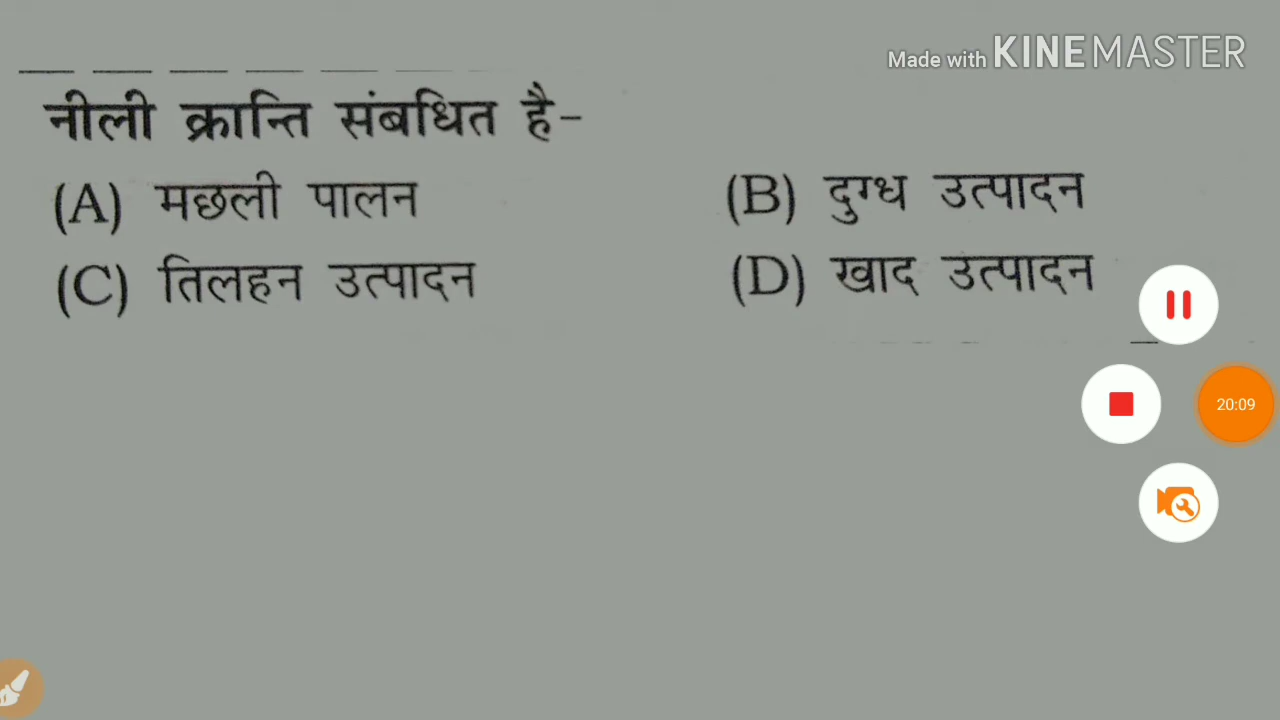 Made with KINEMASTER
नीली क्रान्ति संबधित है-
(A) मछली पालन (B) दुग्ध उत्पादन
(C) तिलहन उत्पादन (D) खाद उत्पादन
20:09